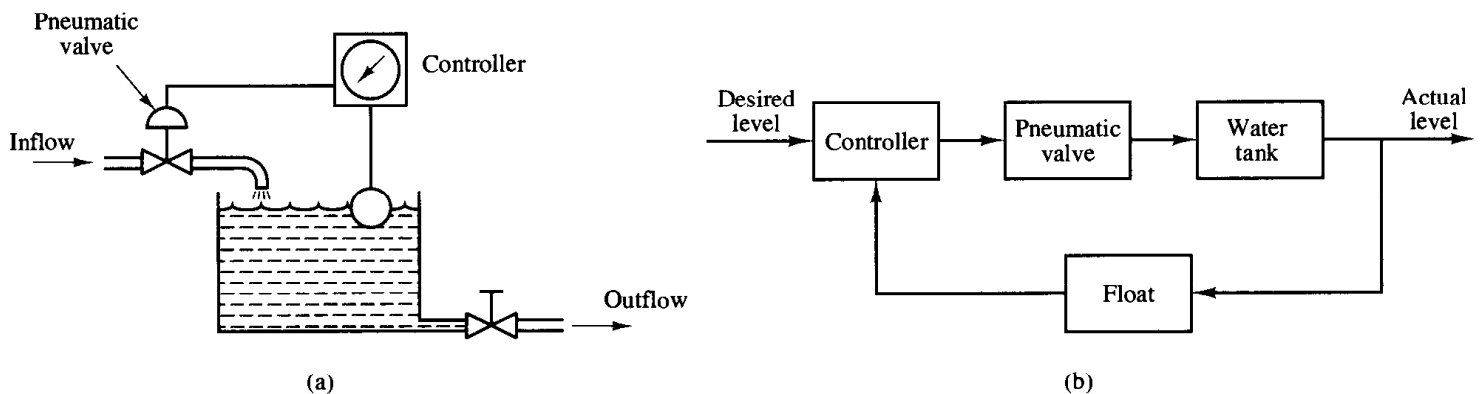 Pneumatic
valve
Controller
Inflow
Outflow
(a)
Desired
level
Controller
Pneumatic
valve
Water
tank
Actual
level
Float
(b)